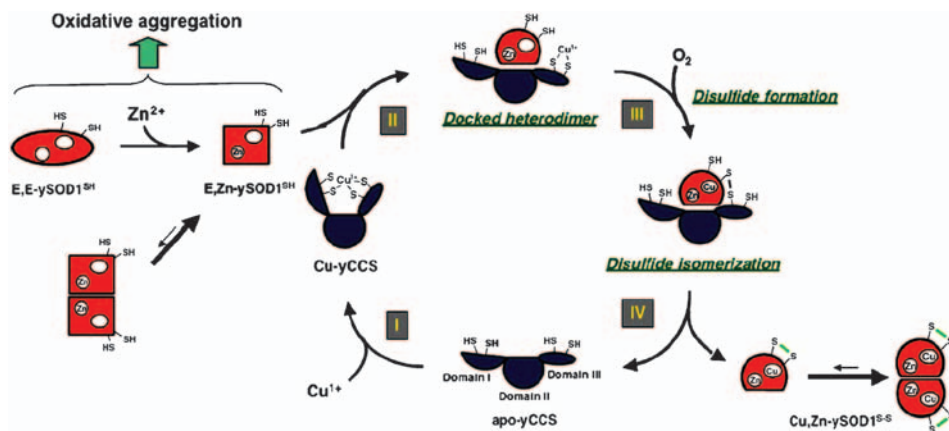 Oxidative aggregation
Zn2+
HS
SH
Zn
E,E-ySOD1SH
E,Zn-ySOD1SH
HS
SH
HS
SH
Zn
Zn
HS
SH
II
S
Cu1+
S
S
S
Cu-yCCS
I
Cu1+
SH
HS
HS
SH
Zn
Cu1+
S
S
Docked heterodimer
O2
III
Disulfide formation
SH
S
S
HS
SH
SH
Zn
Cu
Disulfide isomerization
IV
HS
SH
HS
SH
Domain I
Domain III
Domain II
apo-yCCS
S
S
Zn
Cu
S
S
Zn
Cu
Zn
Cu
S
S
Cu,Zn-ySOD1S-S